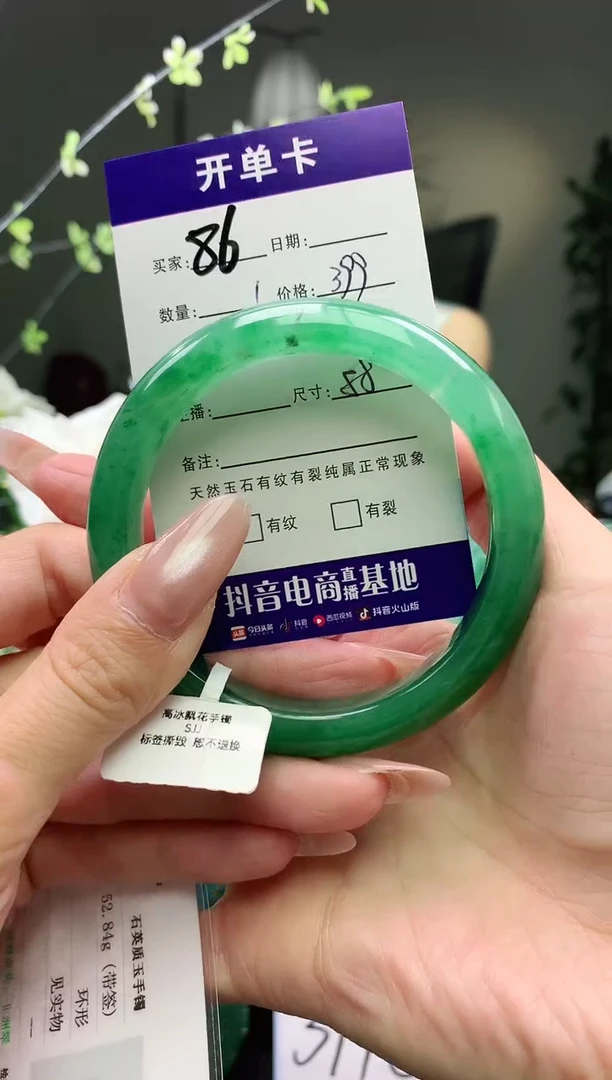 开单卡
买家:86 日期:
数量: 1 价格:399
播: 尺寸:58
备注:
天然玉石有纹有裂纯属正常现象
有纹 有裂
抖音电商直播基地
头条 今日头条 抖音 西瓜视频 抖音火山版
高冰飘花手镯
SJJ
标签撕毁 恕不退换
石英质玉手镯
52.84g(带签)
环形
见实物